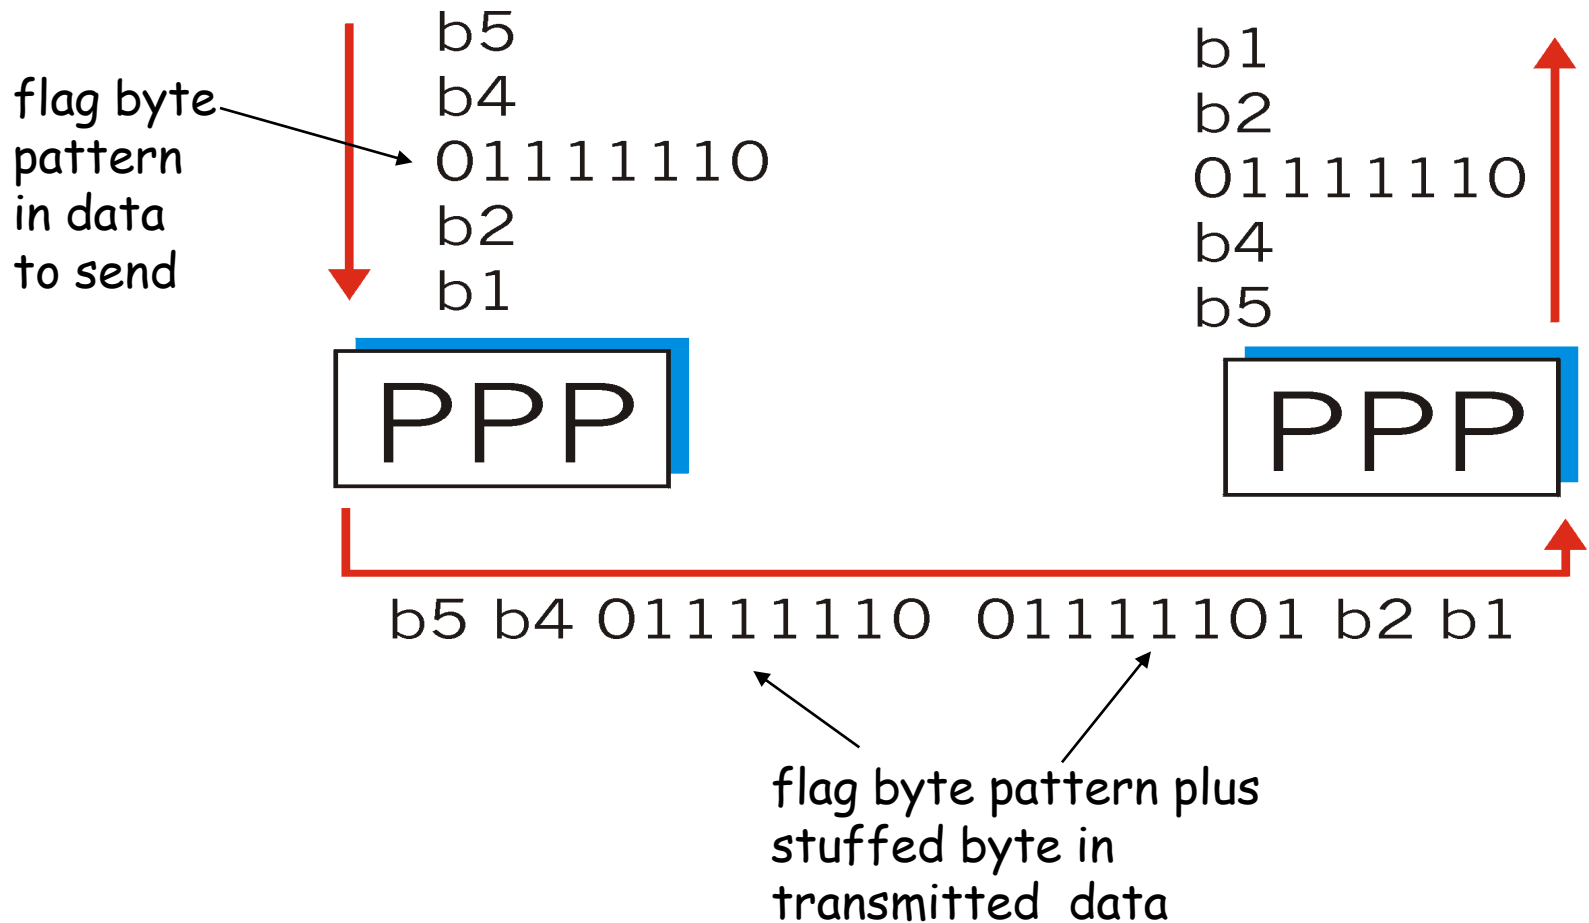 flag byte
pattern
in data
to send
b5
b4
01111110
b2
b1
PPP
b1
b2
01111110
b4
b5
PPP
b5 b4 01111110 01111101 b2 b1
flag byte pattern plus
stuffed byte in
transmitted data